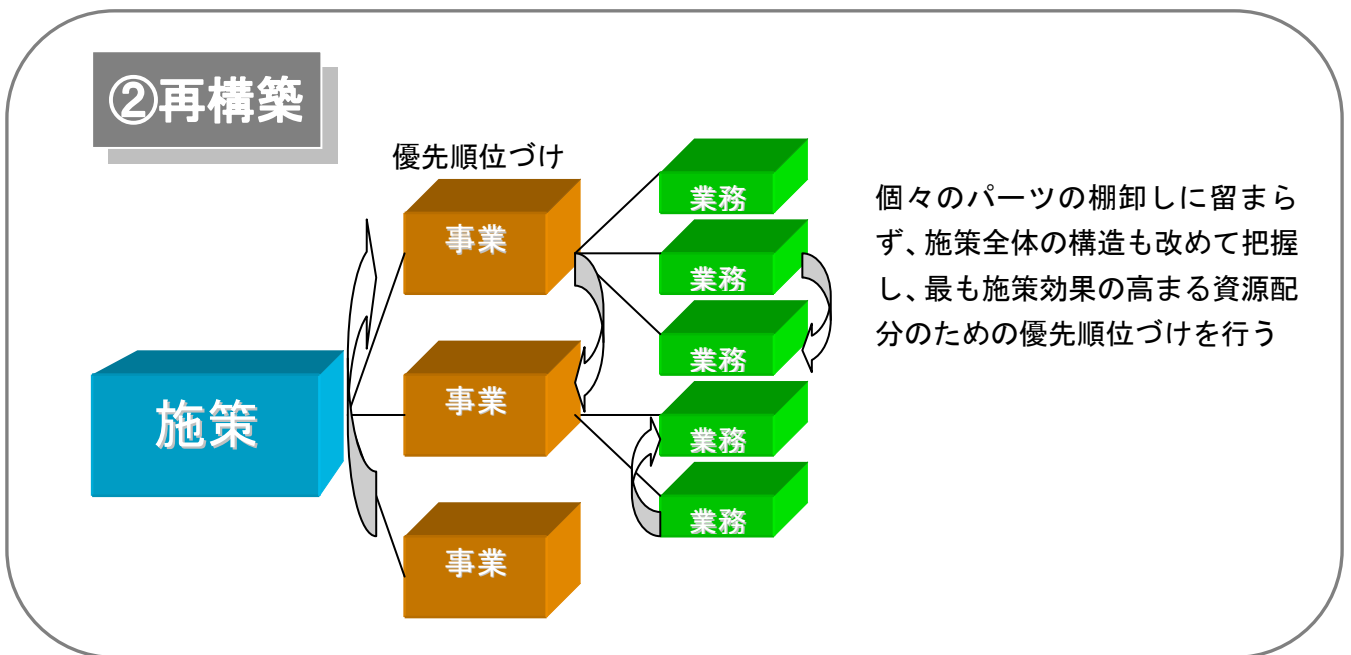 ②再構築
優先順位づけ
施策
事業
事業
事業
業務
業務
業務
業務
業務
個々のパーツの棚卸しに留まら
ず、施策全体の構造も改めて把握
し、最も施策効果の高まる資源配
分のための優先順位づけを行う